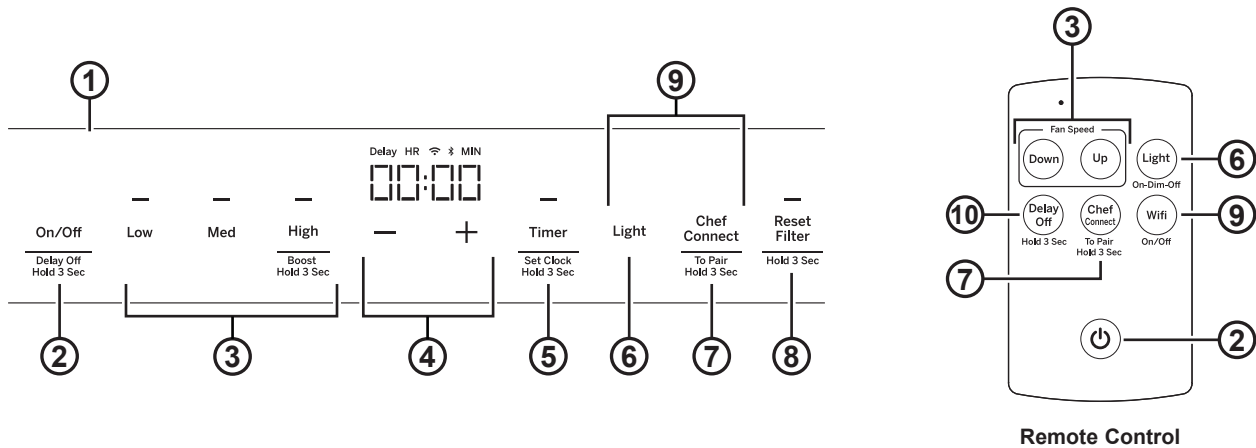 1
9
Delay HR MIN
00:00
On/Off
Delay Off
Hold 3 Sec
Low
Med
High
Boost
Hold 3 Sec
− +
Timer
Set Clock
Hold 3 Sec
Light
Chef
Connect
To Pair
Hold 3 Sec
Reset
Filter
Hold 3 Sec
2
3
4
5
6
7
8
3
Fan Speed
Down
Up
Light
On-Dim-Off
6
10
Delay
Off
Hold 3 Sec
Chef
Connect
To Pair
Hold 3 Sec
Wifi
On/Off
9
7
2
Remote Control